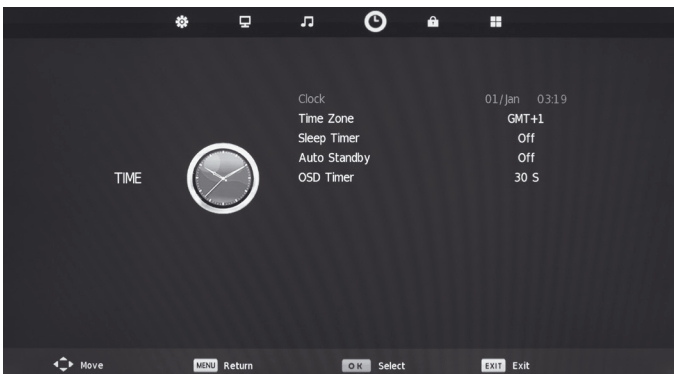 Clock 01/Jan 03:19
Time Zone GMT+1
Sleep Timer Off
Auto Standby Off
TIME
OSD Timer 30 S
Move MENU Return OK Select EXIT Exit